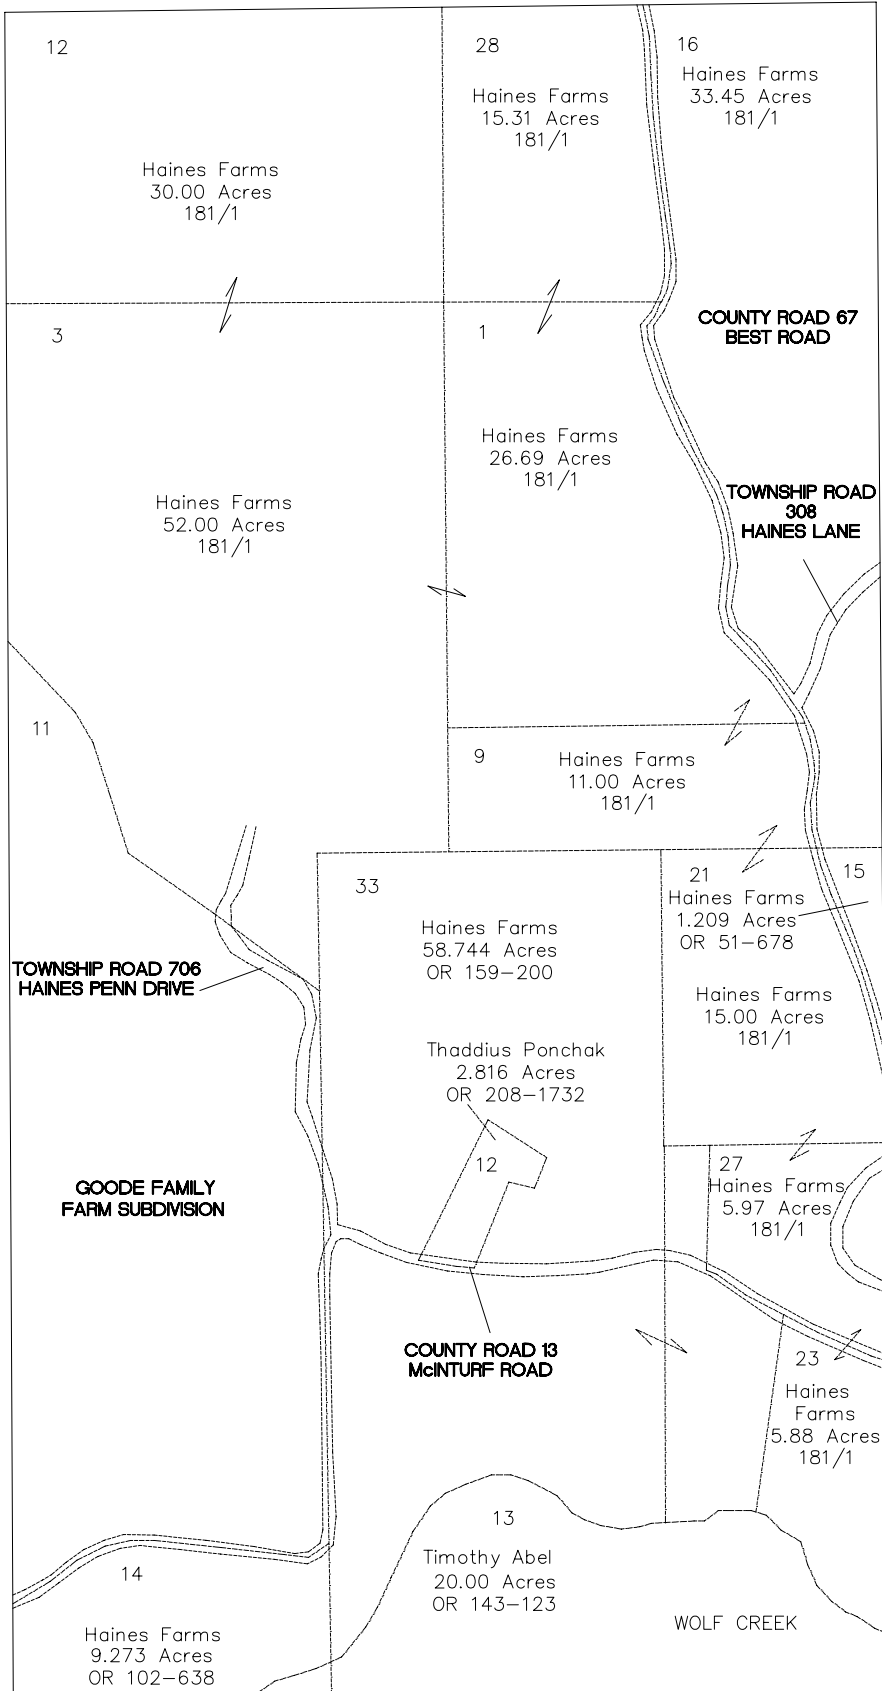 12
28
16
Haines Farms
30.00 Acres
181/1
Haines Farms
15.31 Acres
181/1
Haines Farms
33.45 Acres
181/1
COUNTY ROAD 67
BEST ROAD
3
1
Haines Farms
52.00 Acres
181/1
Haines Farms
26.69 Acres
181/1
TOWNSHIP ROAD
308
HAINES LANE
11
9
Haines Farms
11.00 Acres
181/1
33
21
15
Haines Farms
58.744 Acres
OR 159-200
Haines Farms
1.209 Acres
OR 51-678
TOWNSHIP ROAD 706
HAINES PENN DRIVE
Haines Farms
15.00 Acres
181/1
Thaddius Ponchak
2.816 Acres
OR 208-1732
12
27
Haines Farms
5.97 Acres
181/1
GOODE FAMILY
FARM SUBDIVISION
COUNTY ROAD 13
McINTURF ROAD
23
Haines
Farms
5.88 Acres
181/1
13
Timothy Abel
20.00 Acres
OR 143-123
14
Haines Farms
9.273 Acres
OR 102-638
WOLF CREEK